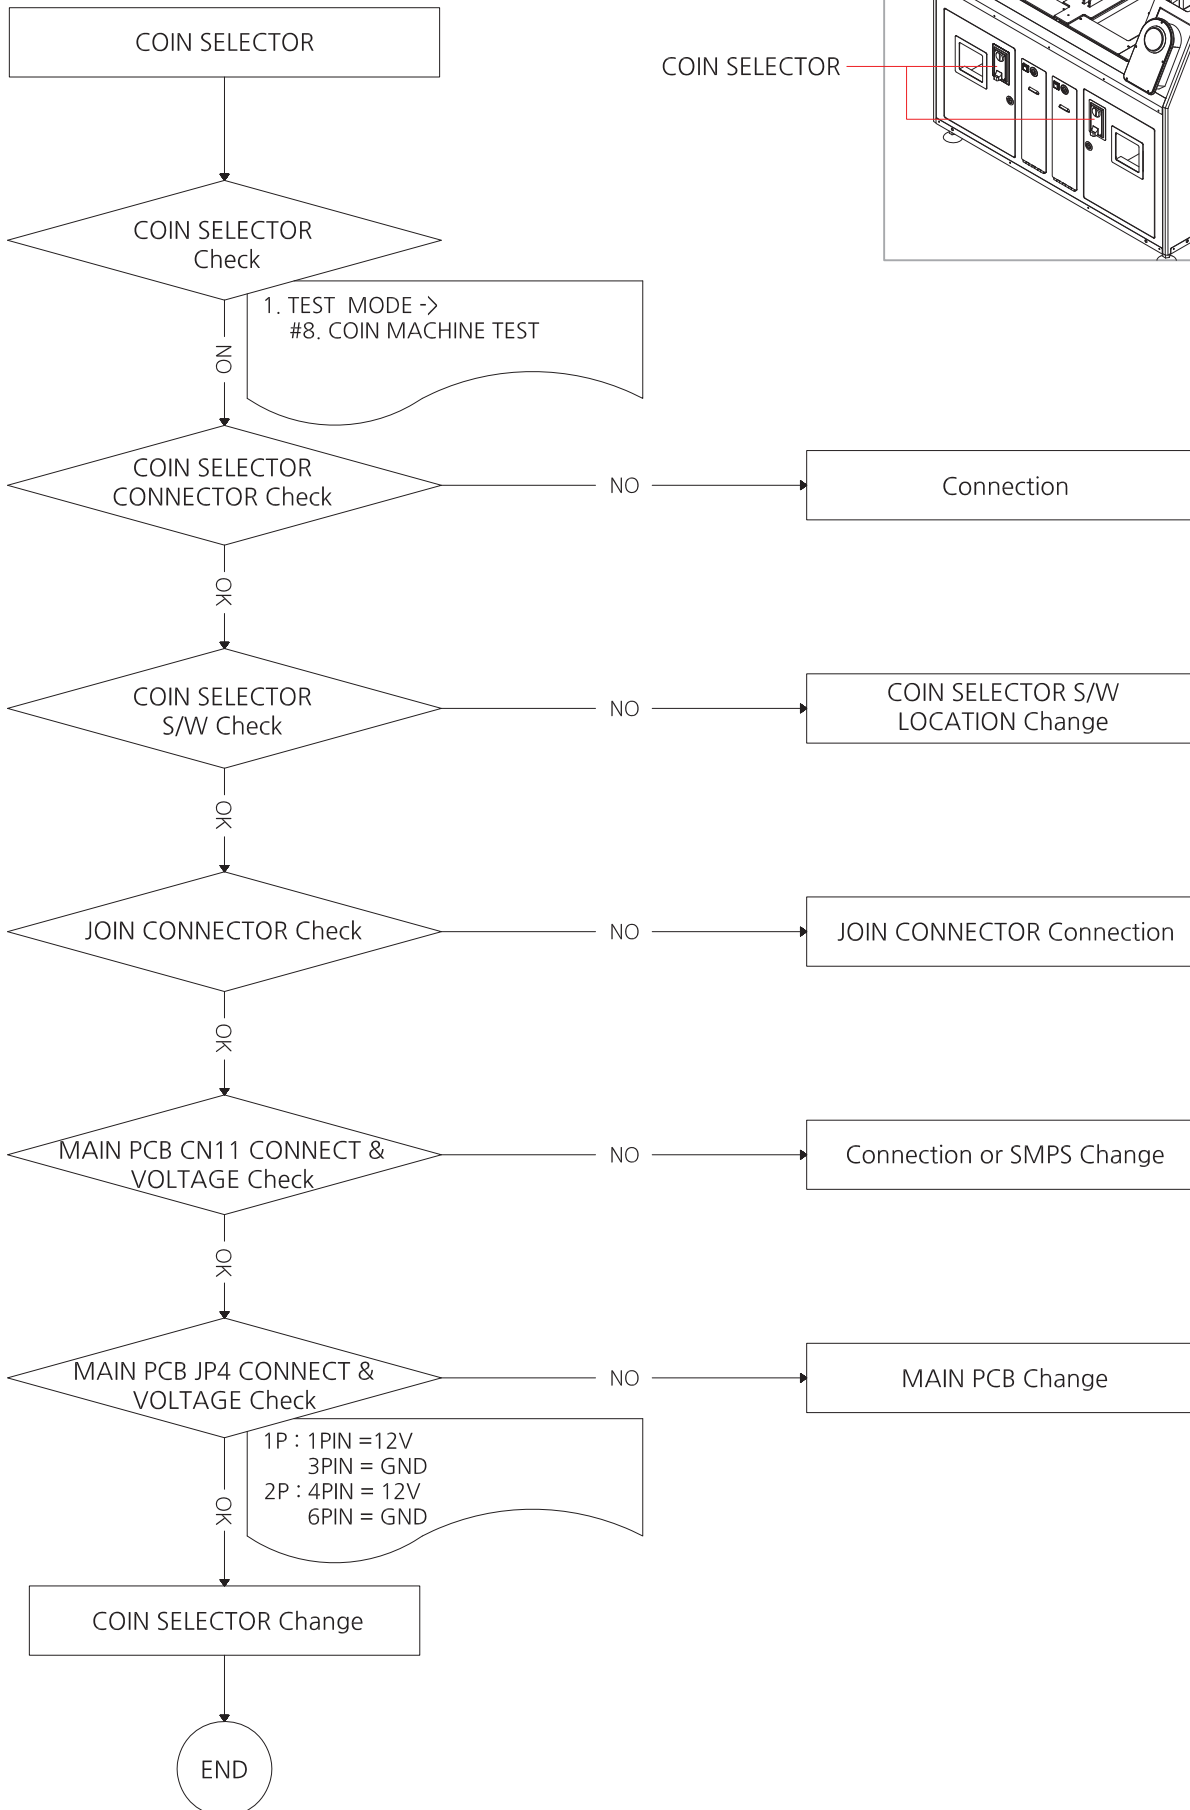 COIN SELECTOR
COIN SELECTOR
COIN SELECTOR
Check
1. TEST MODE ->
#8. COIN MACHINE TEST
NO
COIN SELECTOR
CONNECTOR Check
NO
Connection
OK
COIN SELECTOR
S/W Check
NO
COIN SELECTOR S/W
LOCATION Change
OK
JOIN CONNECTOR Check
NO
JOIN CONNECTOR Connection
OK
MAIN PCB CN11 CONNECT &
VOLTAGE Check
NO
Connection or SMPS Change
OK
MAIN PCB JP4 CONNECT &
VOLTAGE Check
NO
MAIN PCB Change
1P : 1PIN =12V
3PIN = GND
2P : 4PIN = 12V
6PIN = GND
OK
COIN SELECTOR Change
END